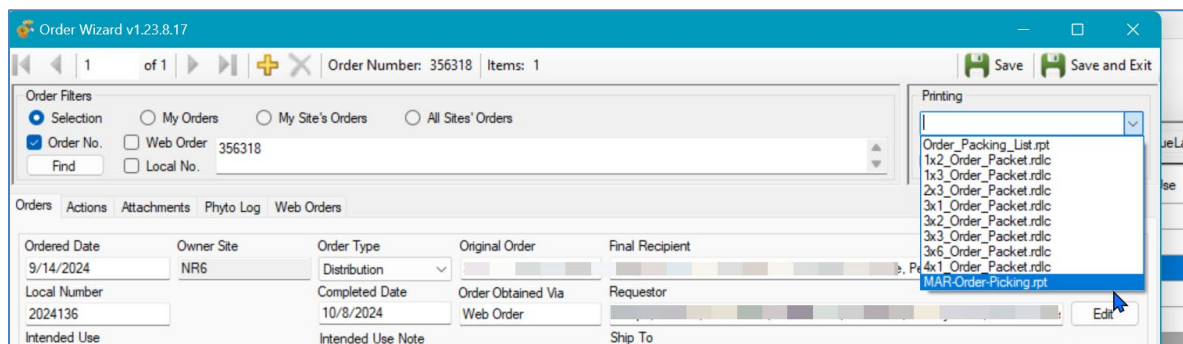 Order Wizard v1.23.8.17
1 of 1 Order Number: 356318 Items: 1 Save Save and Exit
Order Filters
Selection My Orders My Site's Orders All Sites' Orders
Order No. Web Order 356318
Find Local No.
Printing
Order_Packing_List.rpt
1x2_Order_Packet.rdlc
1x3_Order_Packet.rdlc
2x3_Order_Packet.rdlc
3x1_Order_Packet.rdlc
3x2_Order_Packet.rdlc
3x3_Order_Packet.rdlc
3x6_Order_Packet.rdlc
4x1_Order_Packet.rdlc
MAR-Order-Picking.rpt
Orders Actions Attachments Phyto Log Web Orders
Ordered Date Owner Site Order Type Original Order Final Recipient
9/14/2024 NR6 Distribution
Local Number Completed Date Order Obtained Via Requestor
2024136 10/8/2024 Web Order Edit
Intended Use Intended Use Note Ship To